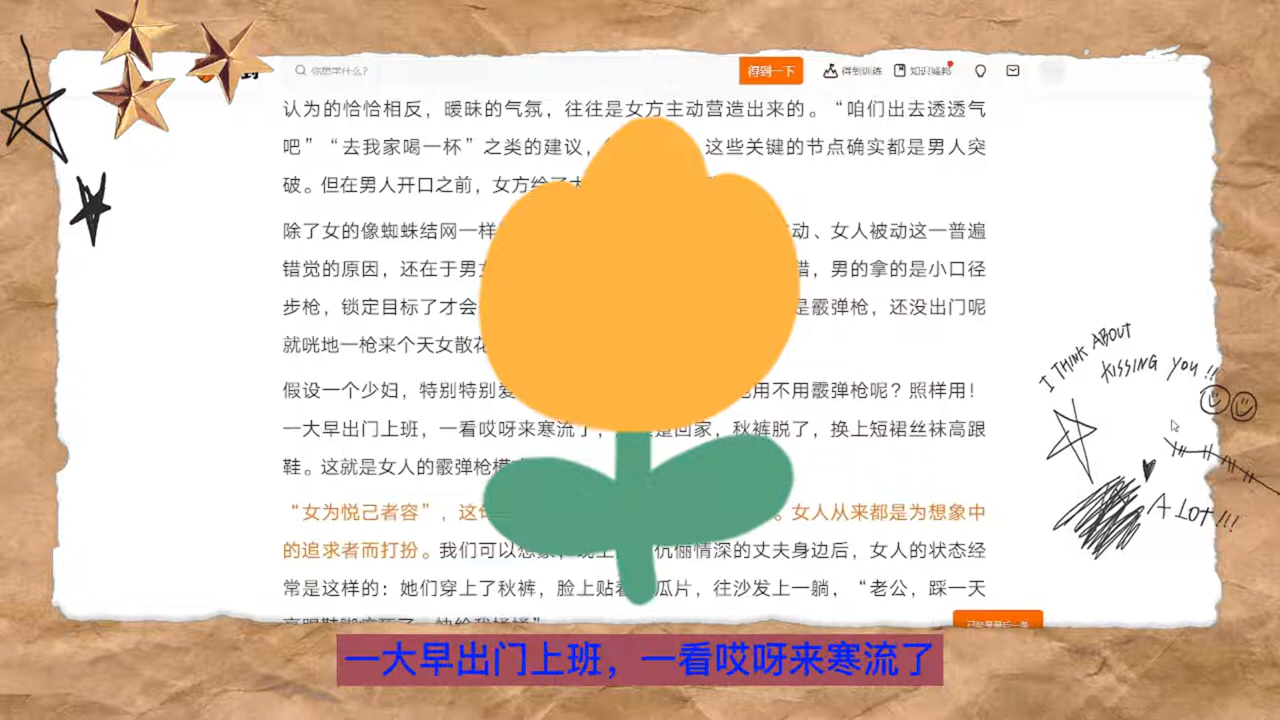 你想学什么？
得到一下
得到训练
知识城邦
认为的恰恰相反，暧昧的气氛，往往是女方主动营造出来的。“咱们出去透透气
吧”“去我家喝一杯”之类的建议，
这些关键的节点确实都是男人突
破。但在男人开口之前，女方给了
除了女的像蜘蛛结网一样
动、女人被动这一普遍
错觉的原因，还在于男
，男的拿的是小口径
步枪，锁定目标了才会
是霰弹枪，还没出门呢
就咣地一枪来个天女散花
假设一个少妇，特别特别爱
用不用霰弹枪呢？照样用！
一大早出门上班，一看哎呀来寒流了，
是回家，秋裤脱了，换上短裙丝袜高跟
鞋。这就是女人的霰弹枪模
“女为悦己者容”，这
。女人从来都是为想象中
的追求者而打扮。我们可以想象，晚上
伉俪情深的丈夫身边后，女人的状态经
常是这样的：她们穿上了秋裤，脸上贴着
瓜片，往沙发上一躺，“老公，踩一天
I THINK ABOUT
KISSING YOU !!
A LOT!!!
一大早出门上班，一看哎呀来寒流了